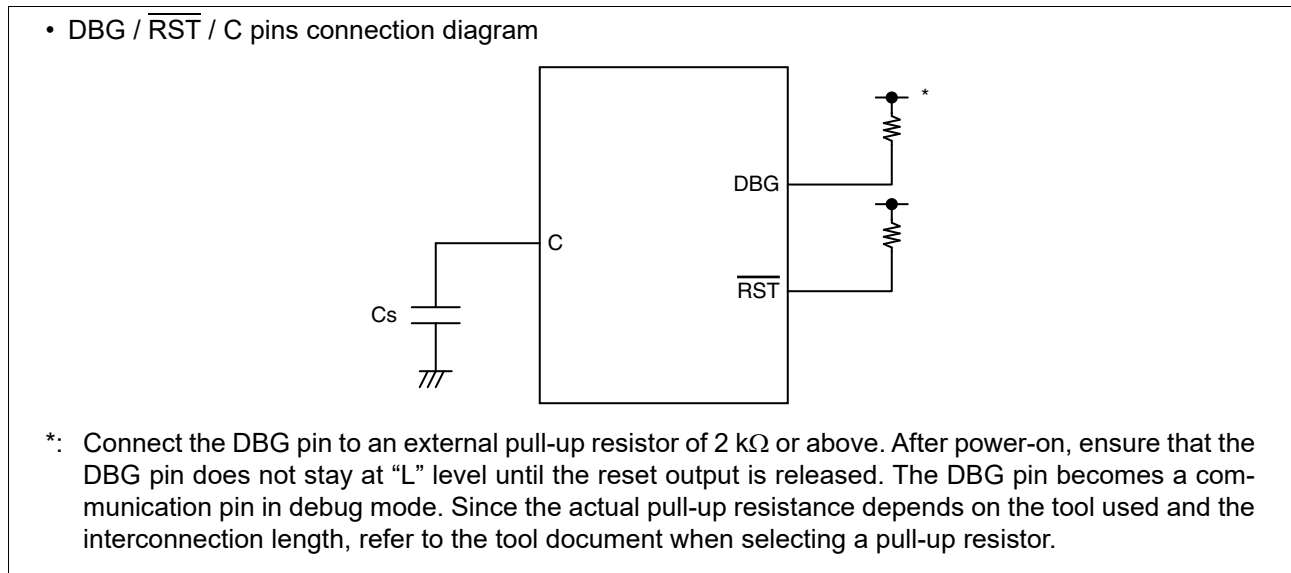 • DBG / RST / C pins connection diagram
*
DBG
C
RST
Cs
*: Connect the DBG pin to an external pull-up resistor of 2 kΩ or above. After power-on, ensure that the
DBG pin does not stay at “L” level until the reset output is released. The DBG pin becomes a com-
munication pin in debug mode. Since the actual pull-up resistance depends on the tool used and the
interconnection length, refer to the tool document when selecting a pull-up resistor.